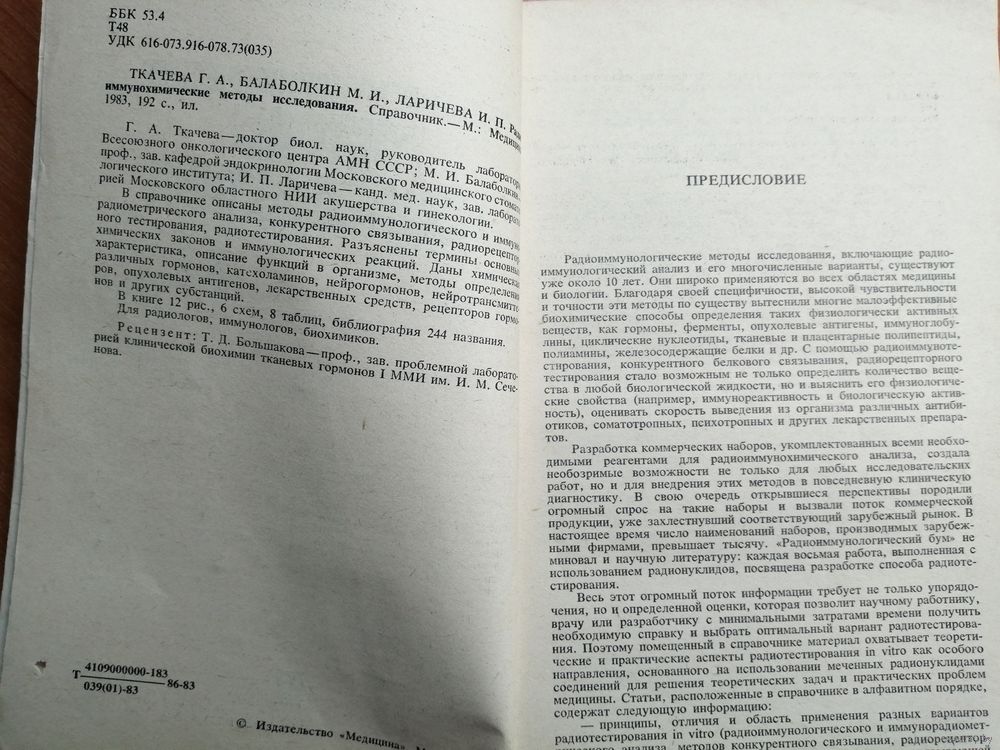 ББК 53.4
Т48
УДК 616-073.916-078.73(035)
ТКАЧЕВА Г. А., БАЛАБОЛКИН М. И., ЛАРИЧЕВА И. П.
иммунохимические методы исследования. Справочник.— М.:
1983, 192 с., ил.
Г. А. Ткачева—доктор биол. наук, руководитель
Всесоюзного онкологического центра АМН СССР; М. И. Балаболкин
проф., зав. кафедрой эндокринологии Московского медицинского
логического института; И. П. Ларичева—канд. мед. наук, зав.
рией Московского областного НИИ акушерства и гинекологии.
В справочнике описаны методы радиоиммунологического и
радиометрического анализа, конкурентного связывания,
ного тестирования, радиотестирования. Разъяснены термины
химических законов и иммунологических реакций. Даны
характеристика, описание функций в организме, методы определения
различных гормонов, катехоламинов, нейрогормонов,
ров, опухолевых антигенов, лекарственных средств, рецепторов гормо-
нов и других субстанций.
В книге 12 рис., 6 схем, 8 таблиц, библиография 244 названия.
Для радиологов, иммунологов, биохимиков.
Рецензент: Т. Д. Большакова—проф., зав. проблемной лаборато-
рией клинической биохимии тканевых гормонов I ММИ им. И. М. Сече-
нова.
Т 4109000000-183
039(01)-83 86-83
© Издательство «Медицина»,
ПРЕДИСЛОВИЕ
Радиоиммунологические методы исследования, включающие радио-
иммунологический анализ и его многочисленные варианты, существуют
уже около 10 лет. Они широко применяются во всех областях медицины
и биологии. Благодаря своей специфичности, высокой чувствительности
и точности эти методы по существу вытеснили многие малоэффективные
биохимические способы определения таких физиологически активных
веществ, как гормоны, ферменты, опухолевые антигены, иммуноглобу-
лины, циклические нуклеотиды, тканевые и плацентарные полипептиды,
полиамины, железосодержащие белки и др. С помощью радиоиммуноте-
стирования, конкурентного белкового связывания, радиорецепторного
тестирования стало возможным не только определить количество веще-
ства в любой биологической жидкости, но и выяснить его физиологиче-
ские свойства (например, иммунореактивность и биологическую актив-
ность), оценивать скорость выведения из организма различных антиби-
отиков, соматотропных, психотропных и других лекарственных препара-
тов.
Разработка коммерческих наборов, укомплектованных всеми необхо-
димыми реагентами для радиоиммунохимического анализа, создала
необозримые возможности не только для любых исследовательских
работ, но и для внедрения этих методов в повседневную клиническую
диагностику. В свою очередь открывшиеся перспективы породили
огромный спрос на такие наборы и вызвали поток коммерческой
продукции, уже захлестнувший соответствующий зарубежный рынок. В
настоящее время число наименований наборов, производимых зарубеж-
ными фирмами, превышает тысячу. «Радиоиммунологический бум» не
миновал и научную литературу: каждая восьмая работа, выполненная с
использованием радионуклидов, посвящена разработке способа радиоте-
стирования.
Весь этот огромный поток информации требует не только упорядо-
чения, но и определенной оценки, которая позволит научному работнику,
врачу или разработчику с минимальными затратами времени получить
необходимую справку и выбрать оптимальный вариант радиотестирова-
ния. Поэтому помещенный в справочнике материал охватывает теорети-
ческие и практические аспекты радиотестирования in vitro как особого
направления, основанного на использовании меченных радионуклидами
соединений для решения теоретических задач и практических проблем
медицины. Статьи, расположенные в справочнике в алфавитном порядке,
содержат следующую информацию:
— принципы, отличия и область применения разных вариантов
радиотестирования in vitro (радиоиммунологического и иммунорадиомет-
рического анализа, методов конкурентного связывания, радиорецептор-